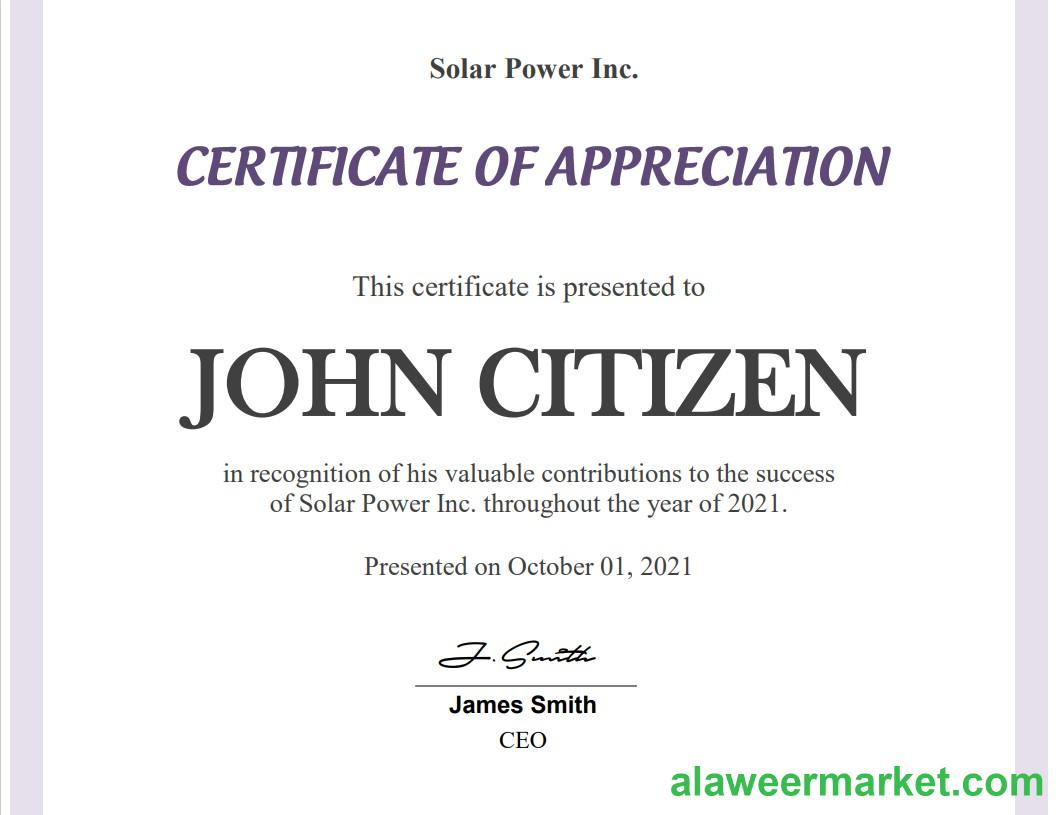 Solar Power Inc.
CERTIFICATE OF APPRECIATION
This certificate is presented to
JOHN CITIZEN
in recognition of his valuable contributions to the success
of Solar Power Inc. throughout the year of 2021.
Presented on October 01, 2021
J. Smith
James Smith
CEO
alaweermarket.com